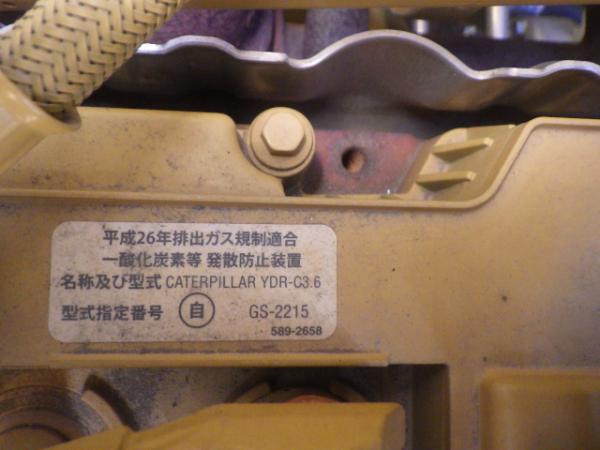 平成26年排出ガス規制適合
一酸化炭素等 発散防止装置
名称及び型式 CATERPILLAR YDR-C3.6
型式指定番号 自 GS-2215
589-2658